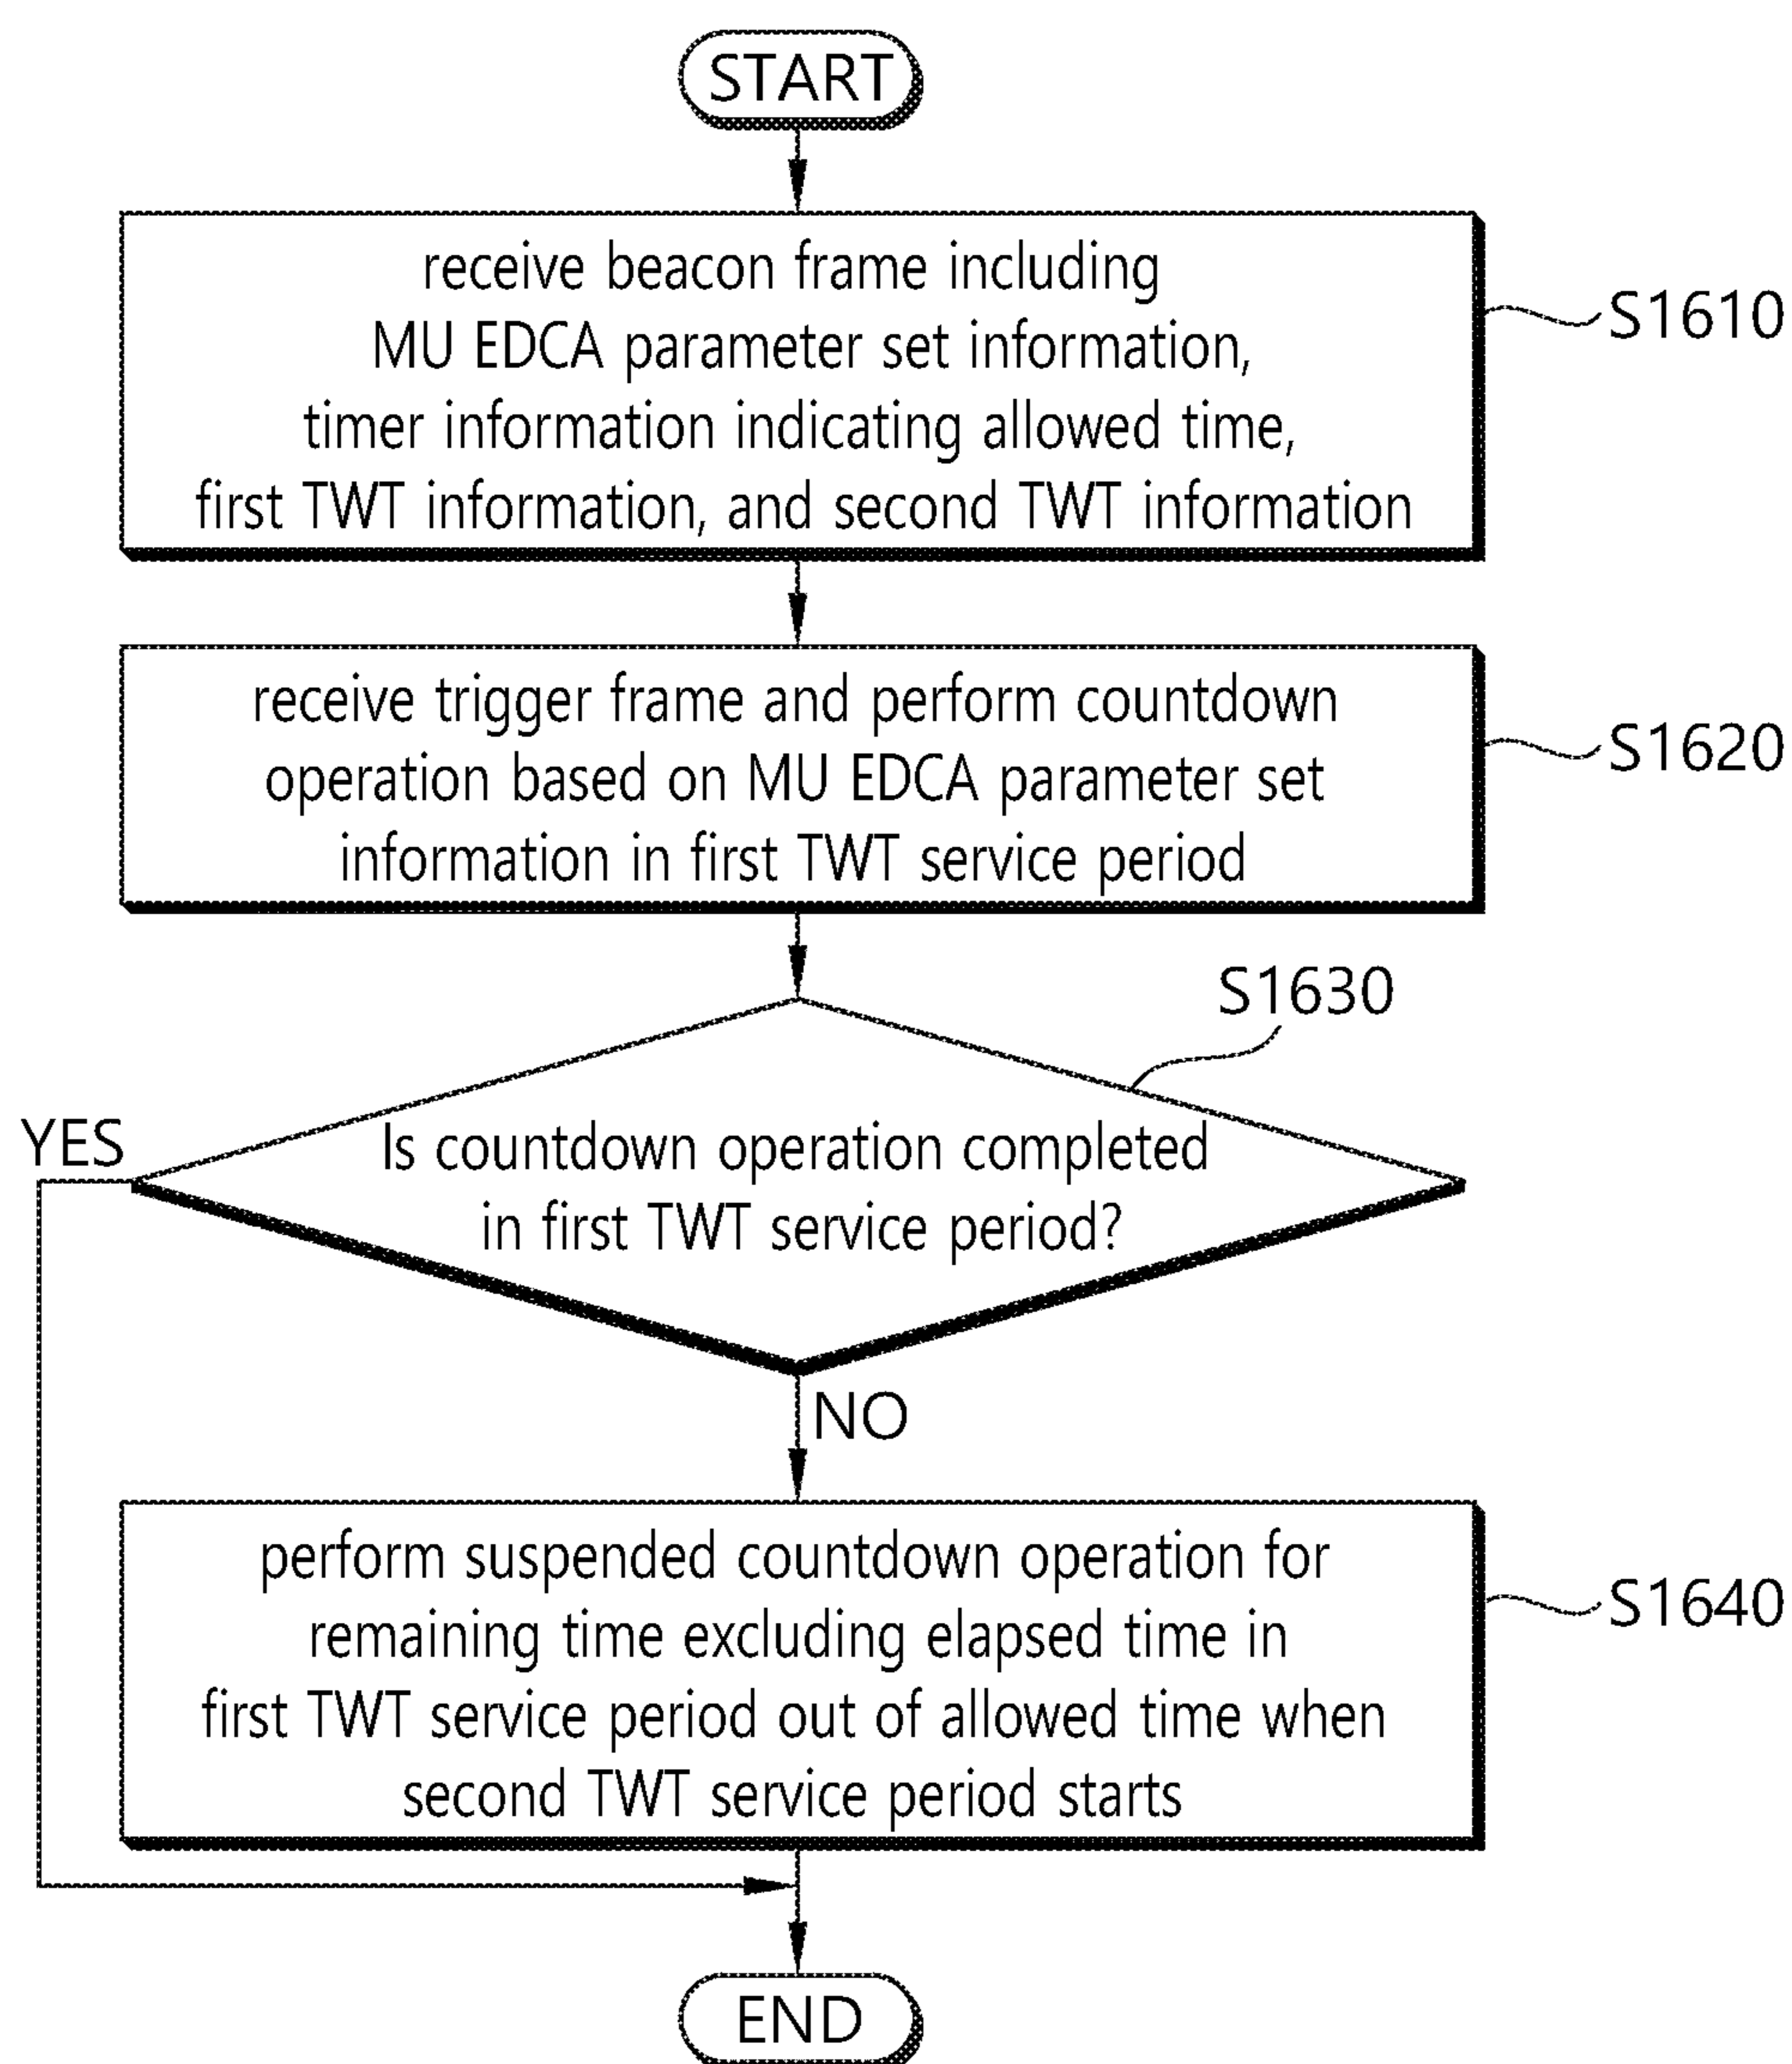 START
receive beacon frame including
MU EDCA parameter set information,
timer information indicating allowed time,
first TWT information, and second TWT information
S1610
receive trigger frame and perform countdown
operation based on MU EDCA parameter set
information in first TWT service period
S1620
S1630
YES
Is countdown operation completed
in first TWT service period?
NO
perform suspended countdown operation for
remaining time excluding elapsed time in
first TWT service period out of allowed time when
second TWT service period starts
S1640
END